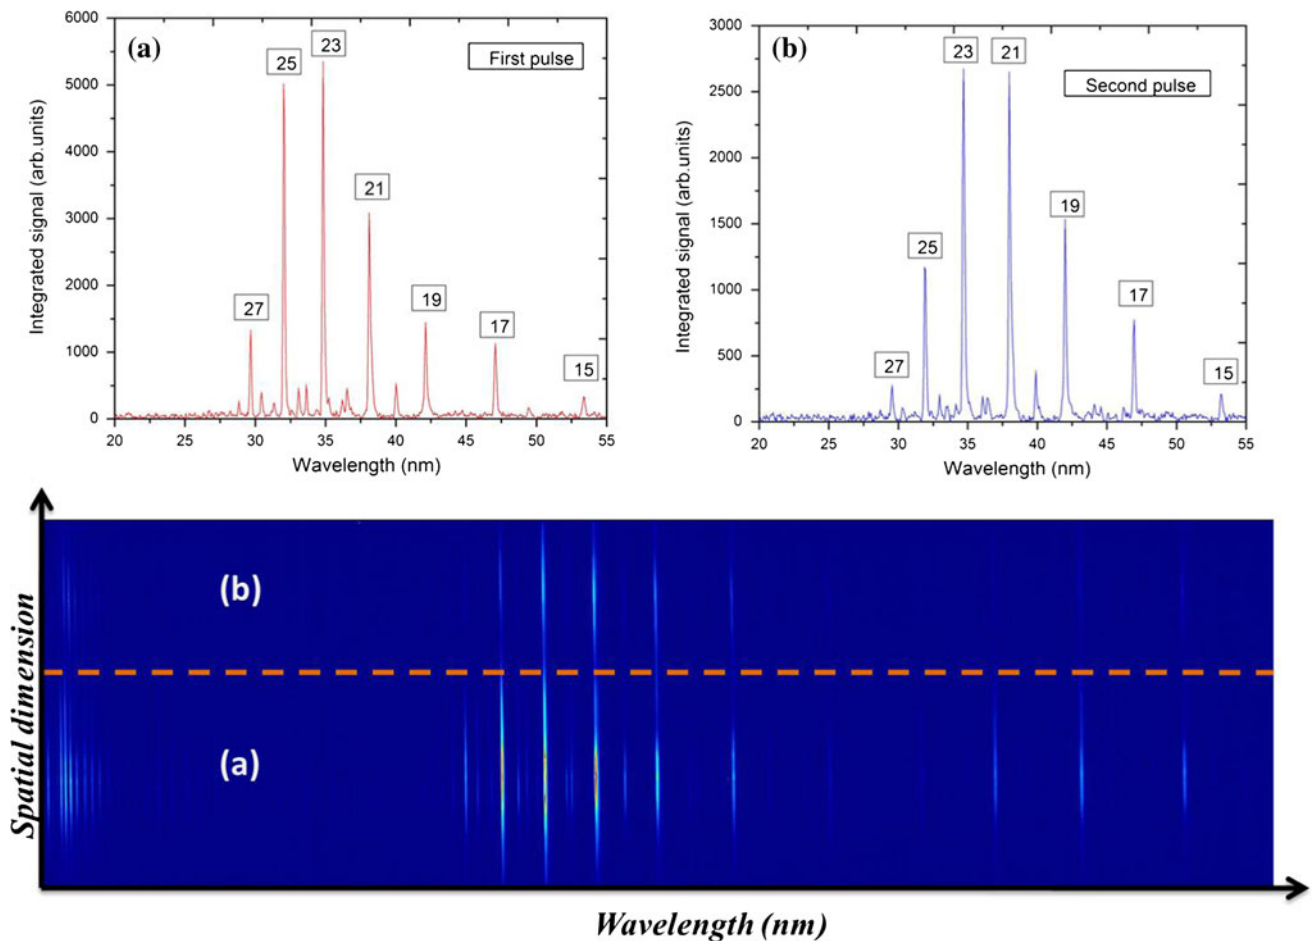 (a)
First pulse
Integrated signal (arb.units)
6000
5000
4000
3000
2000
1000
0
27
25
23
21
19
17
15
20 25 30 35 40 45 50 55
Wavelength (nm)
(b)
Second pulse
Integrated signal (arb.units)
3000
2500
2000
1500
1000
500
0
27
25
23
21
19
17
15
20 25 30 35 40 45 50 55
Wavelength (nm)
Spatial dimension
(b)
(a)
Wavelength (nm)